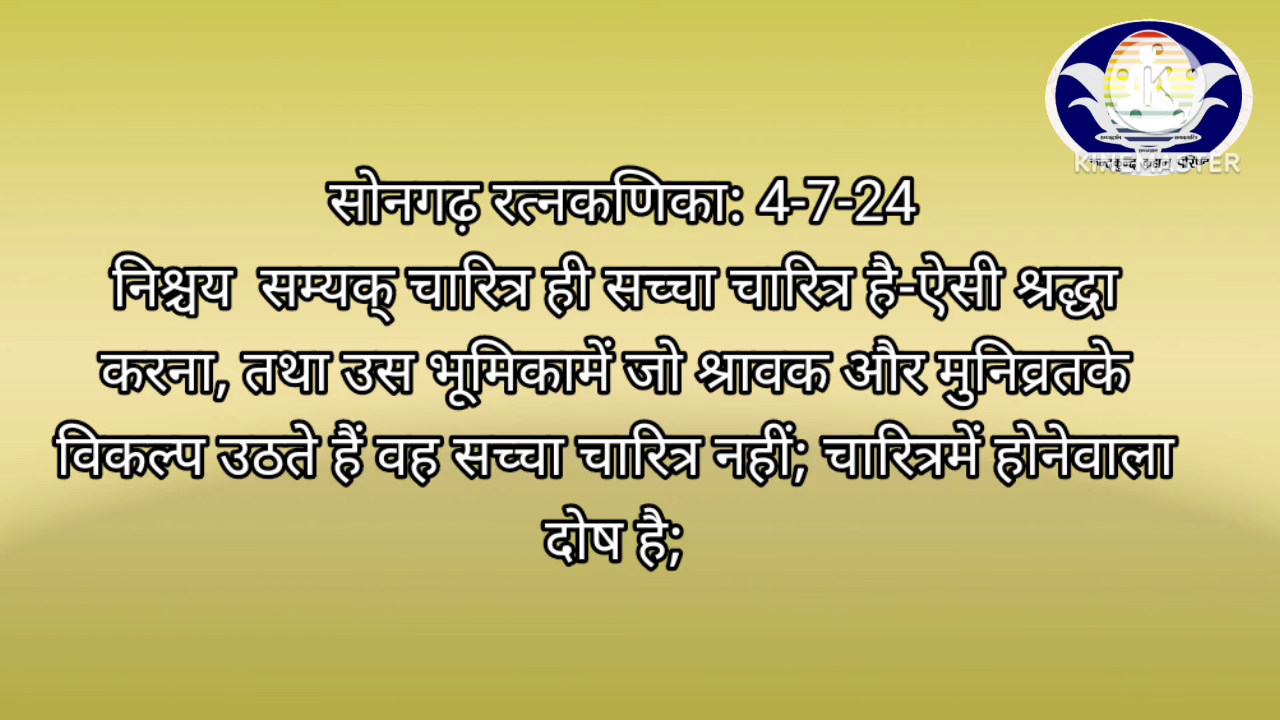 KINEMASTER
सोनगढ़ रत्नकणिका: 4-7-24
निश्चय सम्यक् चारित्र ही सच्चा चारित्र है-ऐसी श्रद्धा
करना, तथा उस भूमिकामें जो श्रावक और मुनिव्रतके
विकल्प उठते हैं वह सच्चा चारित्र नहीं; चारित्रमें होनेवाला
दोष है;